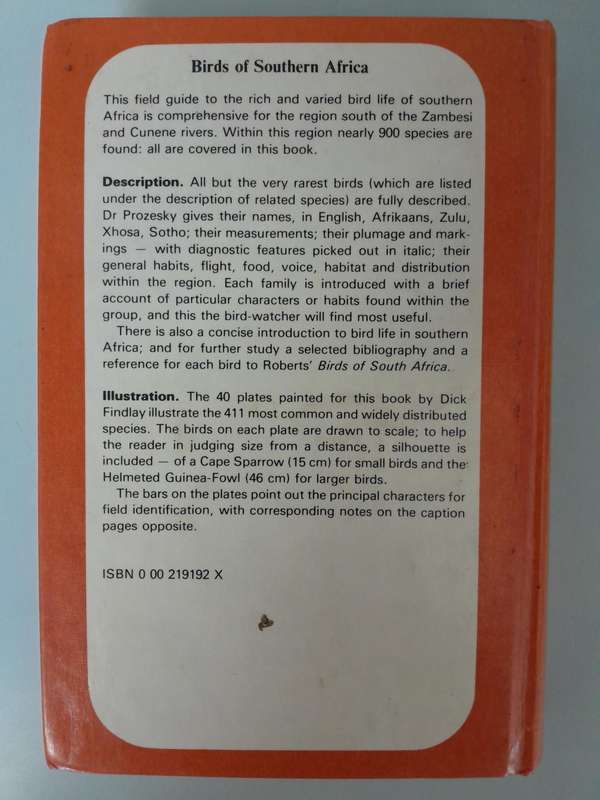 Birds of Southern Africa
This field guide to the rich and varied bird life of southern
Africa is comprehensive for the region south of the Zambesi
and Cunene rivers. Within this region nearly 900 species are
found: all are covered in this book.
Description. All but the very rarest birds (which are listed
under the description of related species) are fully described.
Dr Prozesky gives their names, in English, Afrikaans, Zulu,
Xhosa, Sotho; their measurements; their plumage and mark-
ings — with diagnostic features picked out in italic; their
general habits, flight, food, voice, habitat and distribution
within the region. Each family is introduced with a brief
account of particular characters or habits found within the
group, and this the bird-watcher will find most useful.
There is also a concise introduction to bird life in southern
Africa; and for further study a selected bibliography and a
reference for each bird to Roberts' Birds of South Africa.
Illustration. The 40 plates painted for this book by Dick
Findlay illustrate the 411 most common and widely distributed
species. The birds on each plate are drawn to scale; to help
the reader in judging size from a distance, a silhouette is
included — of a Cape Sparrow (15 cm) for small birds and the
Helmeted Guinea-Fowl (46 cm) for larger birds.
The bars on the plates point out the principal characters for
field identification, with corresponding notes on the caption
pages opposite.
ISBN 0 00 219192 X